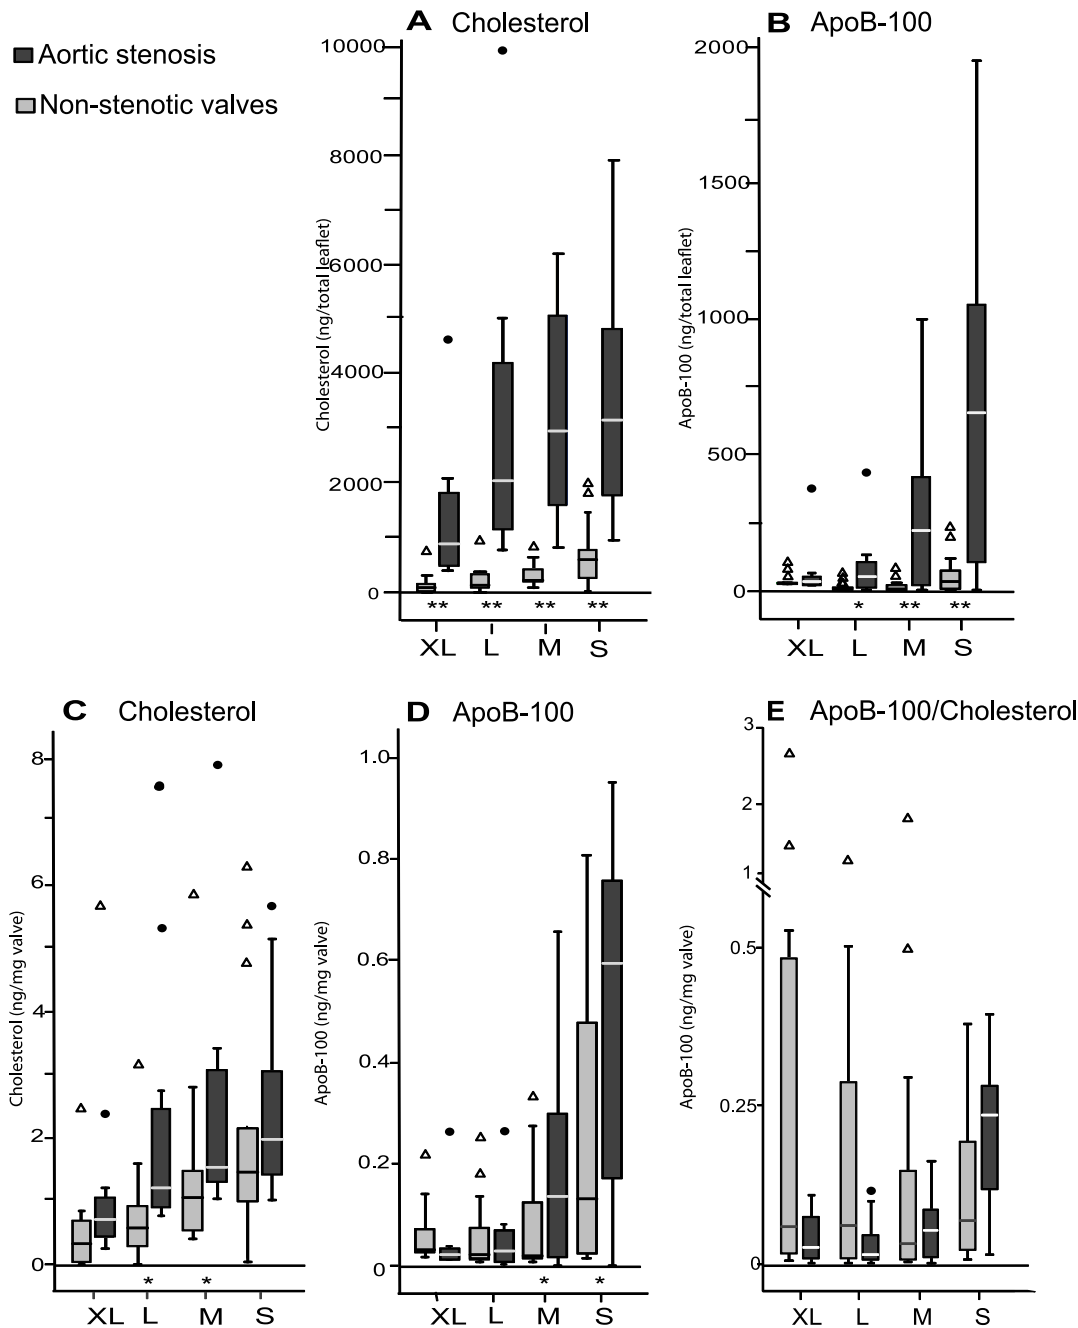 Aortic stenosis
Non-stenotic valves
A Cholesterol
10000
8000
6000
4000
2000
0
Cholesterol (ng/total leaflet)
** ** ** **
XL L M S
B ApoB-100
2000
1500
1000
500
0
ApoB-100 (ng/total leaflet)
* ** **
XL L M S
C Cholesterol
8
6
4
2
0
Cholesterol (ng/mg valve)
* *
XL L M S
D ApoB-100
1.0
0.8
0.6
0.4
0.2
0
ApoB-100 (ng/mg valve)
* *
XL L M S
E ApoB-100/Cholesterol
3
2
1
0.5
0.25
0
ApoB-100 (ng/mg valve)
XL L M S